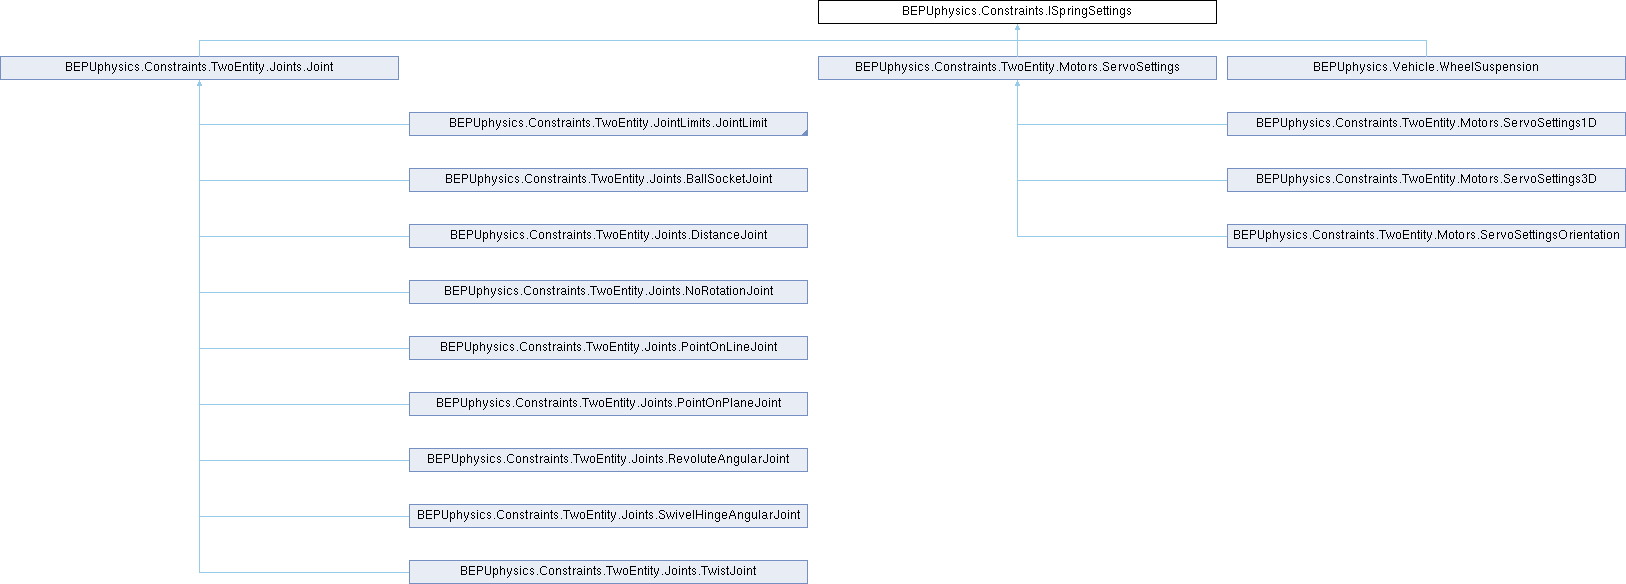 BEPUphysics.Constraints.ISpringSettings
BEPUphysics.Constraints.TwoEntity.Joints.Joint
BEPUphysics.Constraints.TwoEntity.Motors.ServoSettings
BEPUphysics.Vehicle.WheelSuspension
BEPUphysics.Constraints.TwoEntity.JointLimits.JointLimit
BEPUphysics.Constraints.TwoEntity.Motors.ServoSettings1D
BEPUphysics.Constraints.TwoEntity.Joints.BallSocketJoint
BEPUphysics.Constraints.TwoEntity.Motors.ServoSettings3D
BEPUphysics.Constraints.TwoEntity.Joints.DistanceJoint
BEPUphysics.Constraints.TwoEntity.Motors.ServoSettingsOrientation
BEPUphysics.Constraints.TwoEntity.Joints.NoRotationJoint
BEPUphysics.Constraints.TwoEntity.Joints.PointOnLineJoint
BEPUphysics.Constraints.TwoEntity.Joints.PointOnPlaneJoint
BEPUphysics.Constraints.TwoEntity.Joints.RevoluteAngularJoint
BEPUphysics.Constraints.TwoEntity.Joints.SwivelHingeAngularJoint
BEPUphysics.Constraints.TwoEntity.Joints.TwistJoint